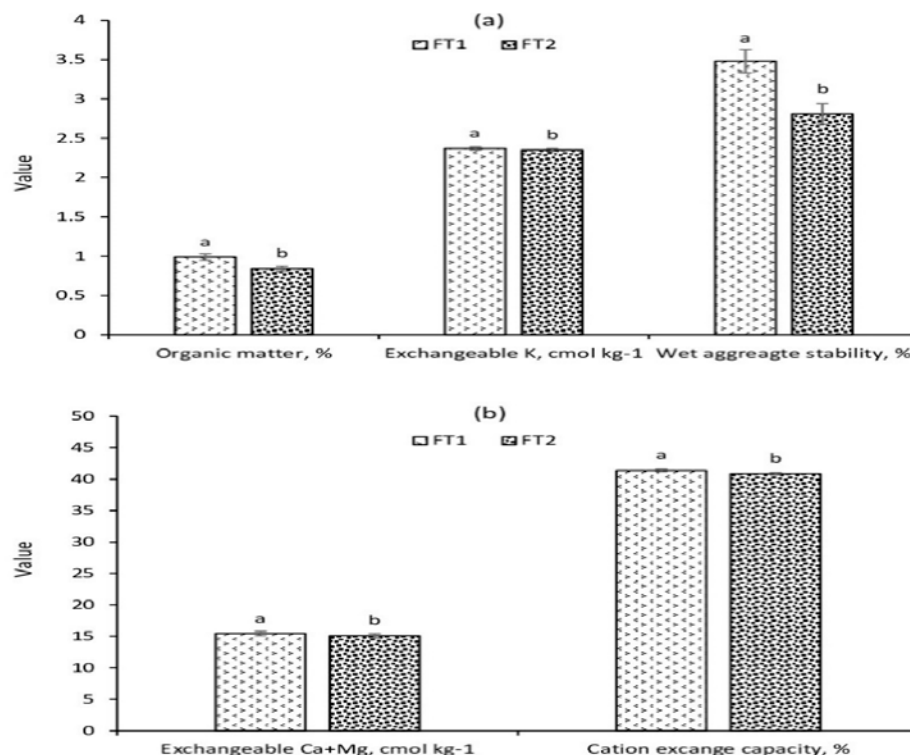 (a)
FT1 FT2
4
3.5
3
2.5
2
1.5
1
0.5
0
Value
a
b
a
b
a
b
Organic matter, %
Exchangeable K, cmol kg-1
Wet aggreagte stability, %
(b)
FT1 FT2
50
45
40
35
30
25
20
15
10
5
0
Value
a
b
a
b
Exchangeable Ca+Mg, cmol kg-1
Cation excange capacity, %